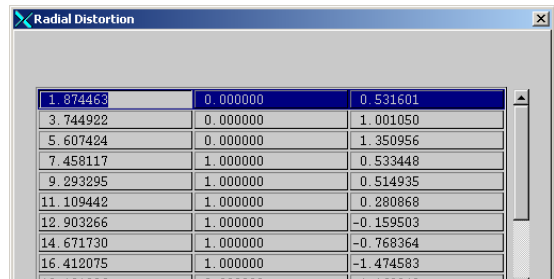 Radial Distortion
1.874463 0.000000 0.531601
3.744922 0.000000 1.001050
5.607424 0.000000 1.350956
7.458117 1.000000 0.533448
9.293295 1.000000 0.514935
11.109442 1.000000 0.280868
12.903266 1.000000 -0.159503
14.671730 1.000000 -0.768364
16.412075 1.000000 -1.474583